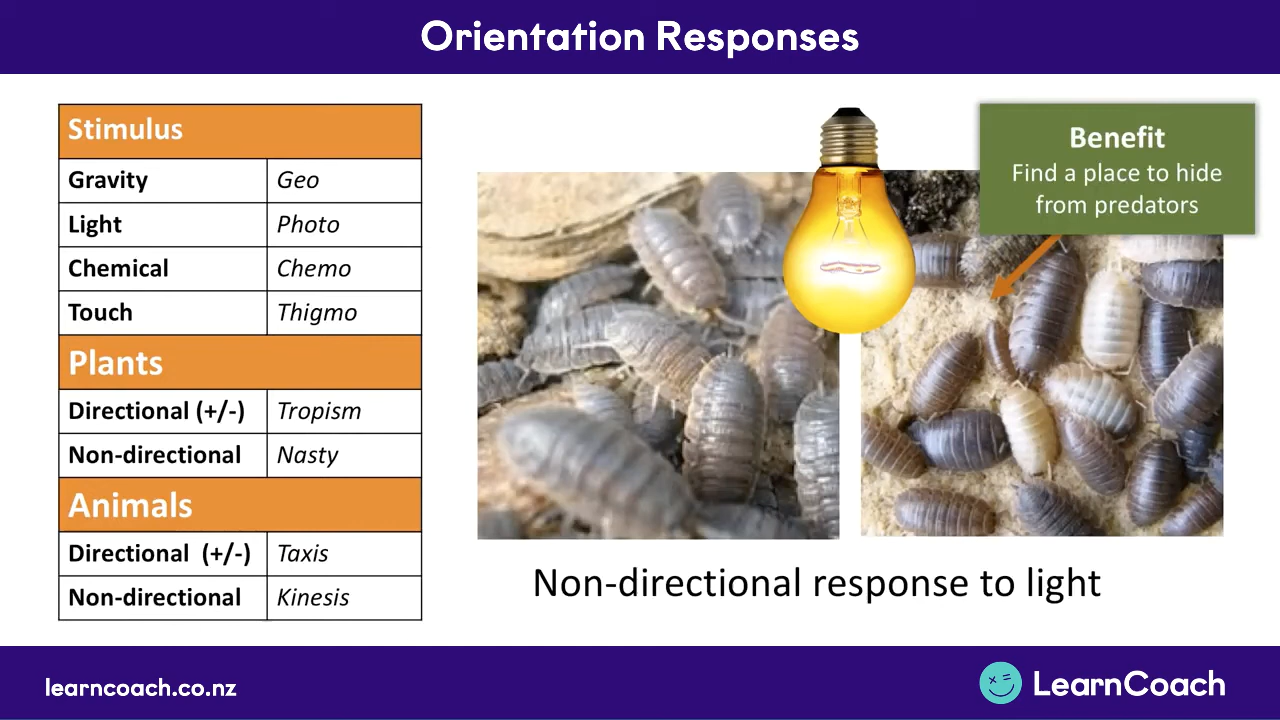 Orientation Responses
Stimulus
Gravity Geo
Light Photo
Chemical Chemo
Touch Thigmo
Plants
Directional (+/-) Tropism
Non-directional Nasty
Animals
Directional (+/-) Taxis
Non-directional Kinesis
Benefit
Find a place to hide
from predators
Non-directional response to light
learncoach.co.nz
LearnCoach